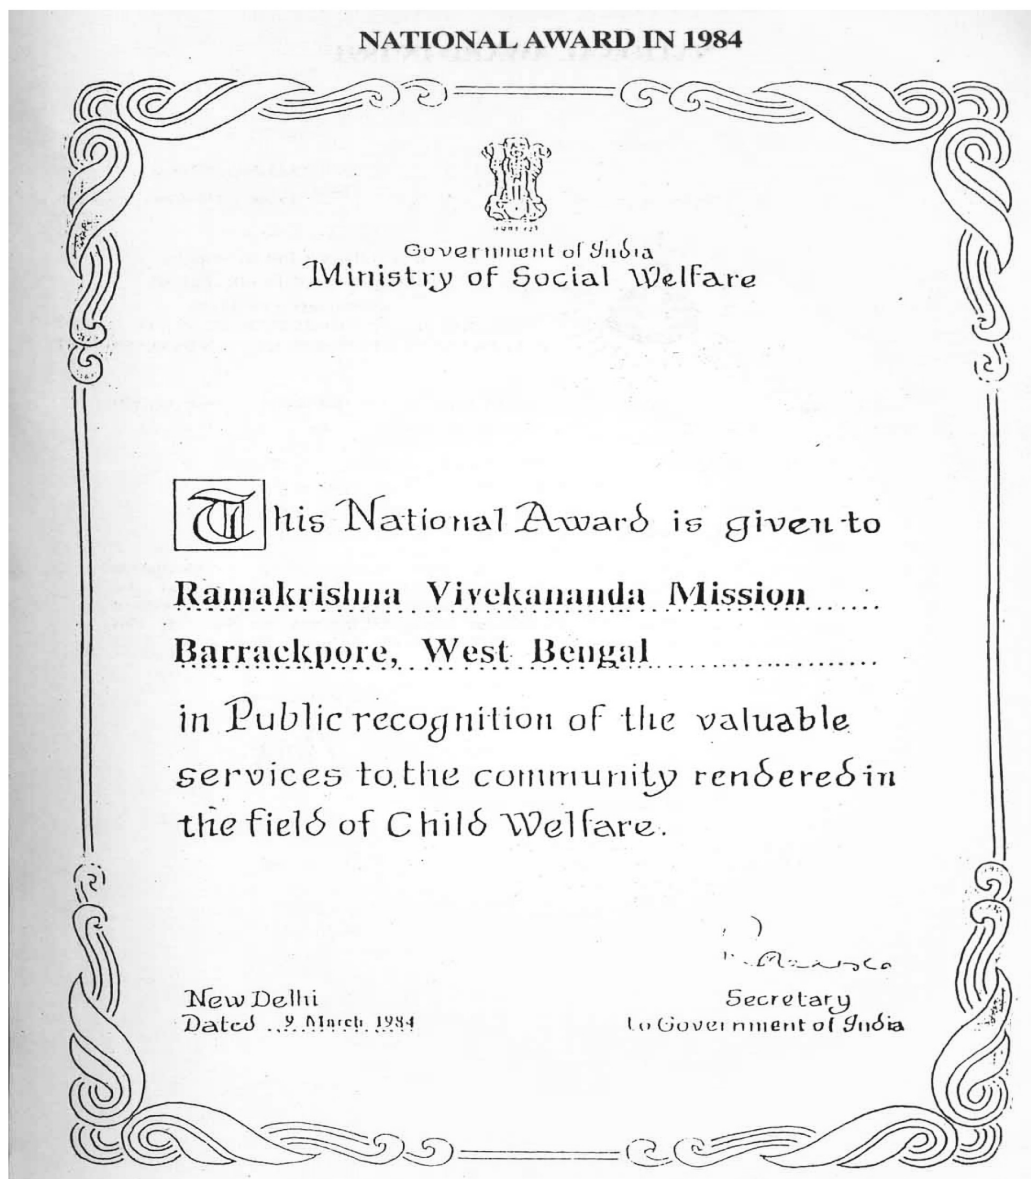 NATIONAL AWARD IN 1984
Government of India
Ministry of Social Welfare
This National Award is given to
Ramakrishna Vivekananda Mission
Barrackpore, West Bengal
in Public recognition of the valuable
services to the community rendered in
the field of Child Welfare.
New Delhi
Dated 9 March 1984
Secretary
to Government of India